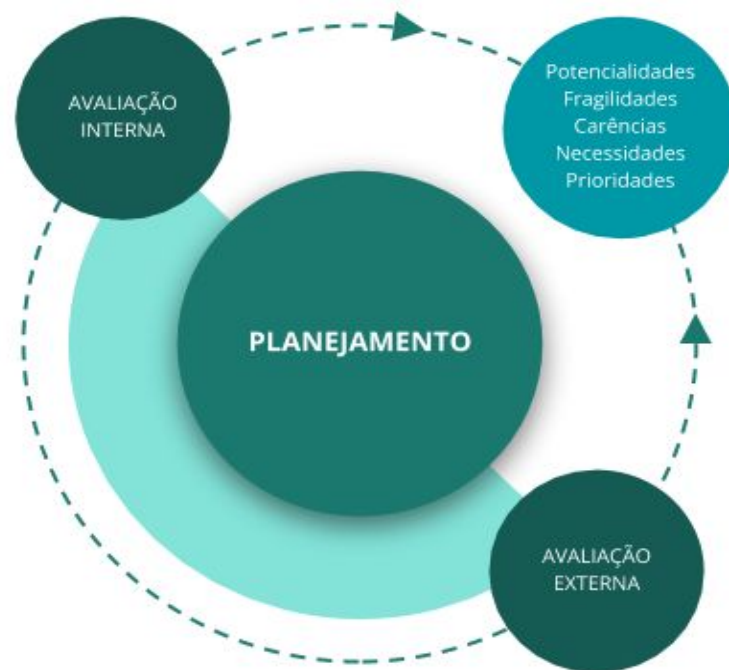 AVALIAÇÃO
INTERNA
Potencialidades
Fragilidades
Carências
Necessidades
Prioridades
PLANEJAMENTO
AVALIAÇÃO
EXTERNA